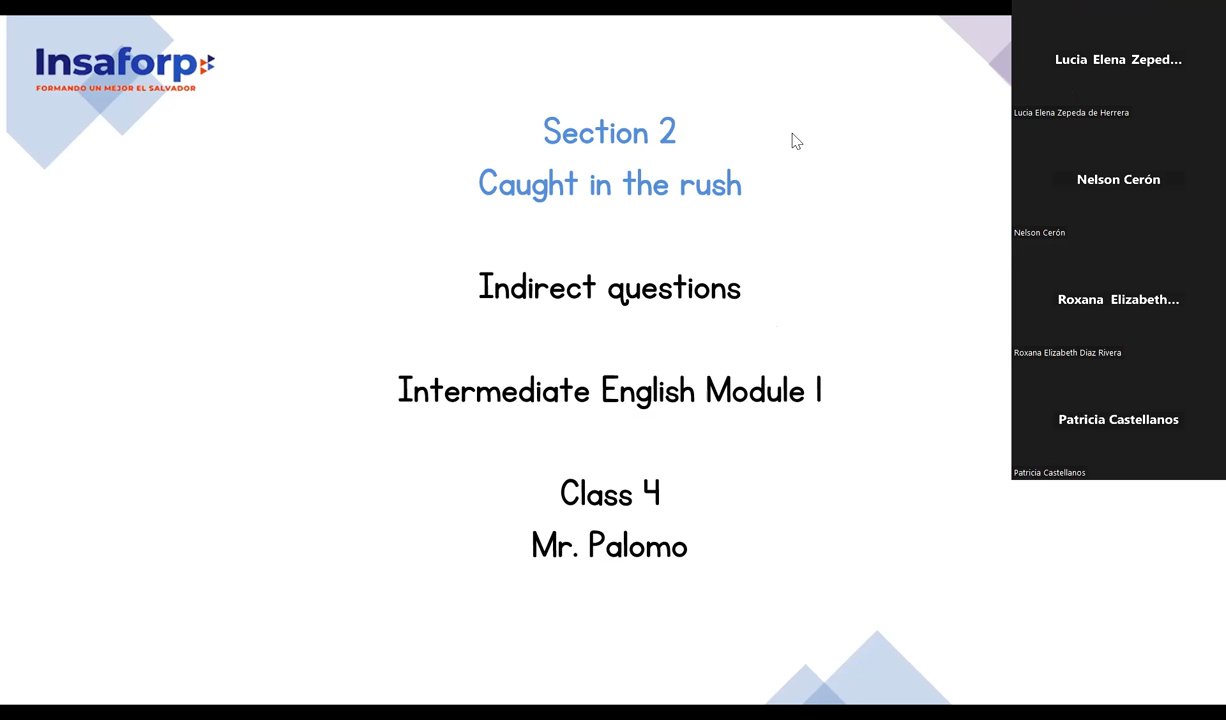 Insaforp
FORMANDO UN MEJOR EL SALVADOR
Section 2
Caught in the rush
Indirect questions
Intermediate English Module 1
Class 4
Mr. Palomo
Lucia Elena Zeped...
Lucia Elena Zepeda de Herrera
Nelson Cerón
Nelson Cerón
Roxana Elizabeth...
Roxana Elizabeth Diaz Rivera
Patricia Castellanos
Patricia Castellanos